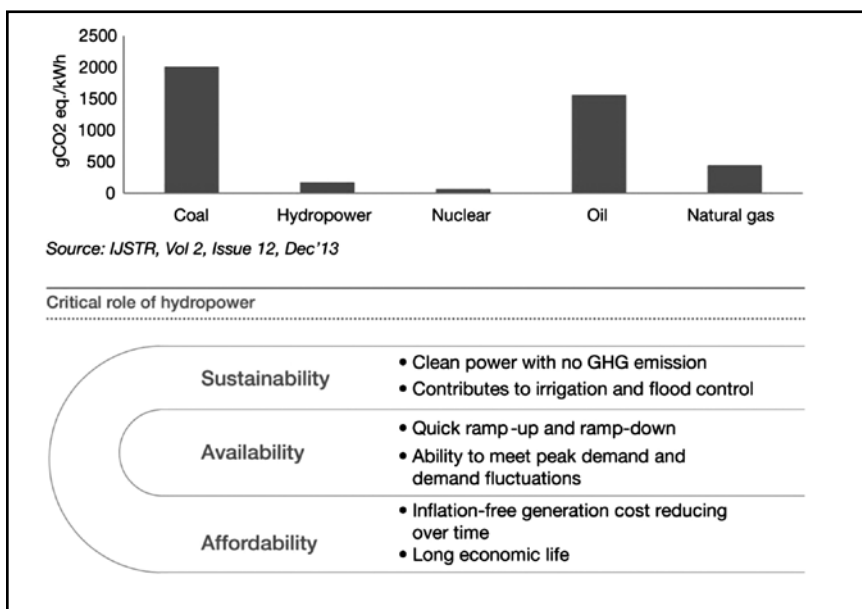 2500
2000
1500
1000
500
0
gCO2 eq./kWh
Coal Hydropower Nuclear Oil Natural gas
Source: IJSTR, Vol 2, Issue 12, Dec'13
Critical role of hydropower
Sustainability
• Clean power with no GHG emission
• Contributes to irrigation and flood control
Availability
• Quick ramp-up and ramp-down
• Ability to meet peak demand and
demand fluctuations
Affordability
• Inflation-free generation cost reducing
over time
• Long economic life